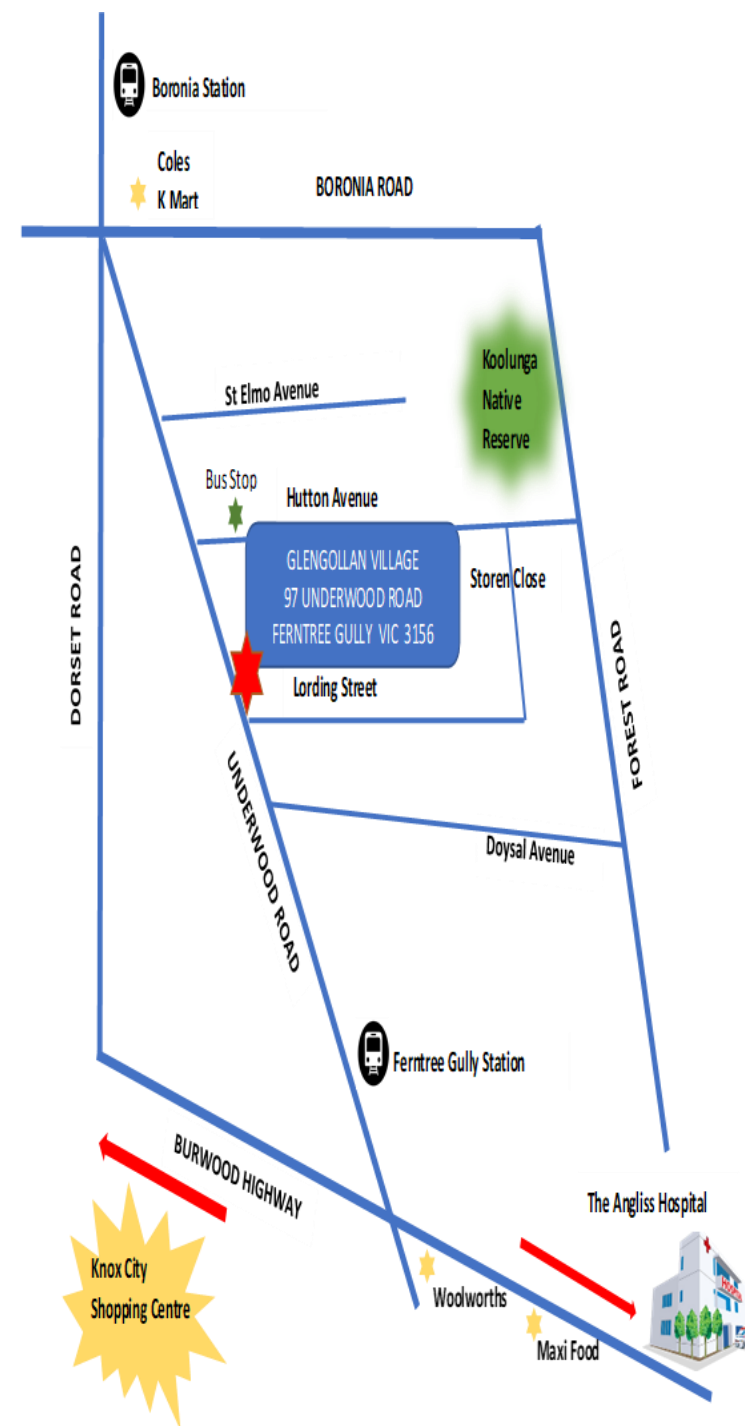 Boronia Station
Coles
K Mart
BORONIA ROAD
Koolunga
Native
Reserve
St Elmo Avenue
Bus Stop
Hutton Avenue
GLENGOLLAN VILLAGE
97 UNDERWOOD ROAD
FERNTREE GULLY VIC 3156
Storen Close
Lording Street
DORSET ROAD
FOREST ROAD
UNDERWOOD ROAD
Doysal Avenue
Ferntree Gully Station
BURWOOD HIGHWAY
The Angliss Hospital
Knox City
Shopping Centre
Woolworths
Maxi Food